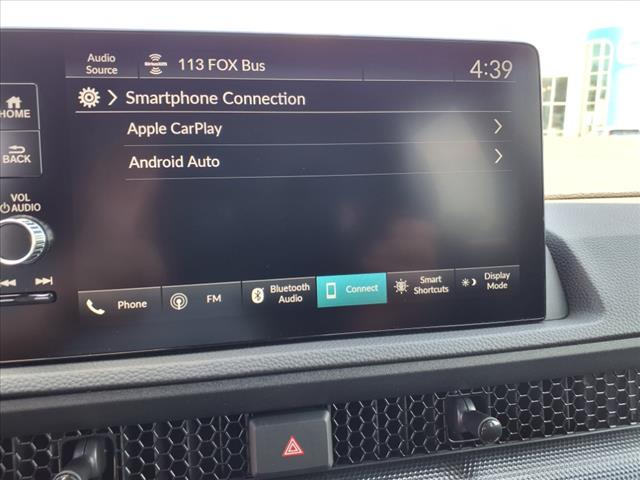 Audio Source
SiriusXM
113 FOX Bus
4:39
Smartphone Connection
HOME
Apple CarPlay
BACK
Android Auto
VOL
AUDIO
Phone
FM
Bluetooth Audio
Connect
Smart Shortcuts
Display Mode